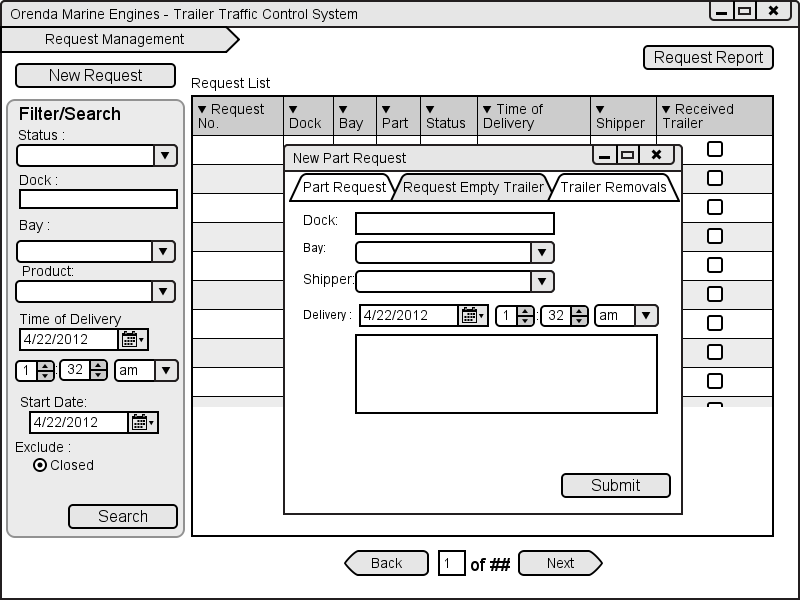 Orenda Marine Engines - Trailer Traffic Control System
Request Management
Request Report
New Request
Request List
Filter/Search
Status :
Dock :
Bay :
Product:
Time of Delivery
4/22/2012
1 : 32 am
Start Date:
4/22/2012
Exclude :
Closed
Search
Request No.
Dock
Bay
Part
Status
Time of Delivery
Shipper
Received Trailer
New Part Request
Part Request
Request Empty Trailer
Trailer Removals
Dock:
Bay:
Shipper:
Delivery : 4/22/2012 1 : 32 am
Submit
Back 1 of ## Next